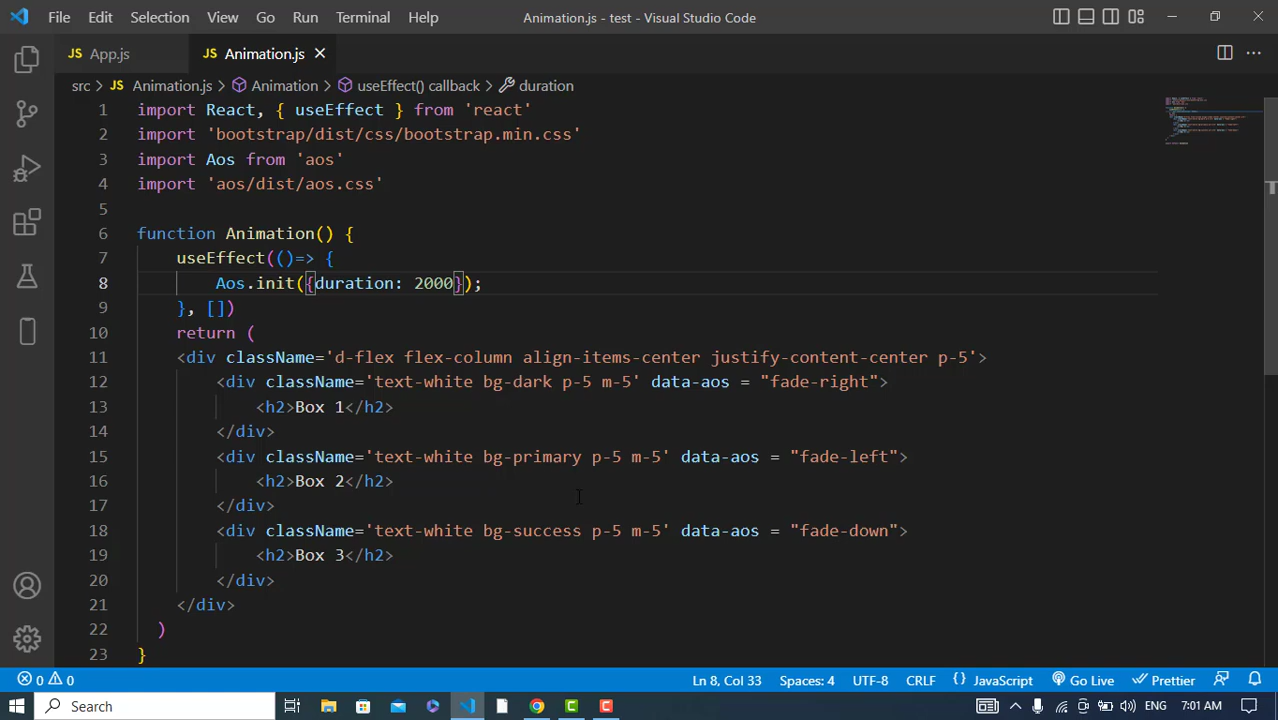 File Edit Selection View Go Run Terminal Help Animation.js - test - Visual Studio Code
JS App.js JS Animation.js
src > JS Animation.js > Animation > useEffect() callback > duration
1 import React, { useEffect } from 'react'
2 import 'bootstrap/dist/css/bootstrap.min.css'
3 import Aos from 'aos'
4 import 'aos/dist/aos.css'
5
6 function Animation() {
7 useEffect(()=> {
8 Aos.init({duration: 2000});
9 }, [])
10 return (
11 <div className='d-flex flex-column align-items-center justify-content-center p-5'>
12 <div className='text-white bg-dark p-5 m-5' data-aos = "fade-right">
13 <h2>Box 1</h2>
14 </div>
15 <div className='text-white bg-primary p-5 m-5' data-aos = "fade-left">
16 <h2>Box 2</h2>
17 </div>
18 <div className='text-white bg-success p-5 m-5' data-aos = "fade-down">
19 <h2>Box 3</h2>
20 </div>
21 </div>
22 )
23 }
0 0 Ln 8, Col 33 Spaces: 4 UTF-8 CRLF {} JavaScript Go Live Prettier
Search ENG 7:01 AM